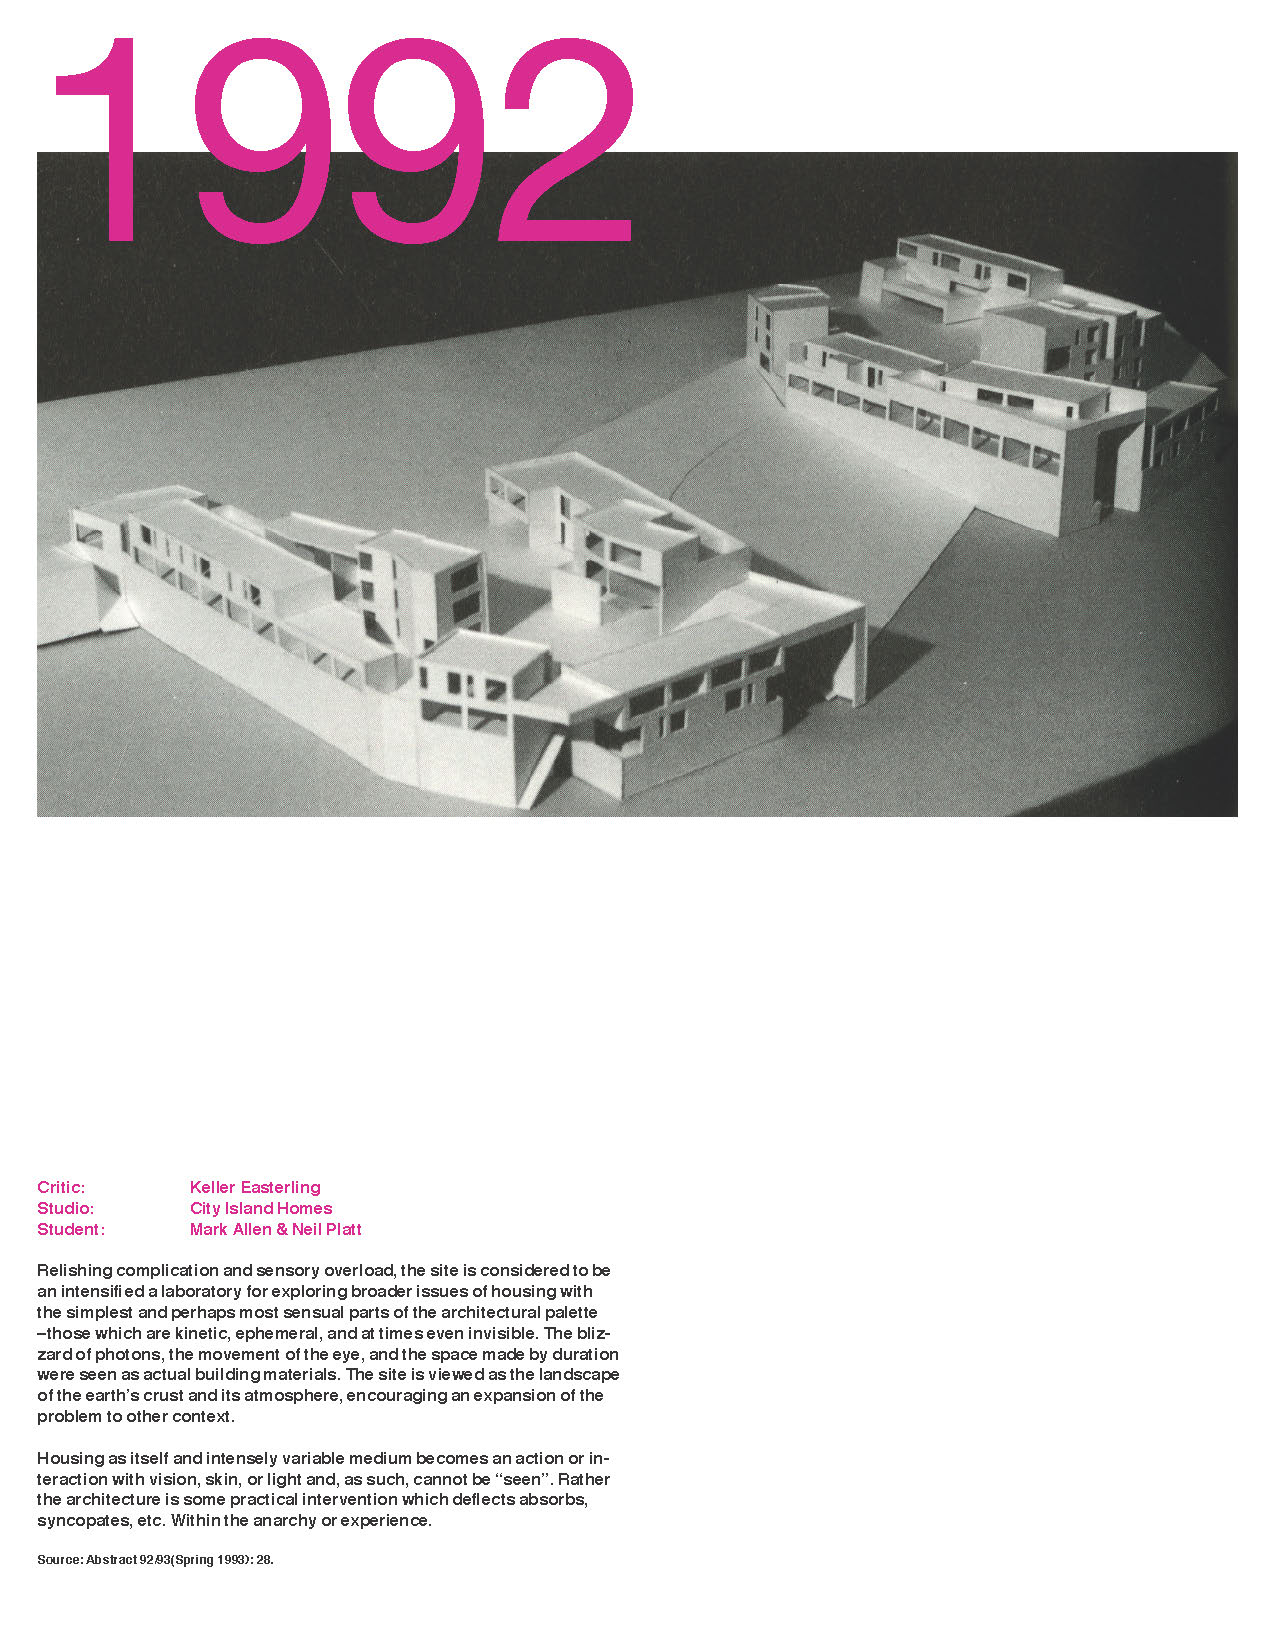 1992
Critic: Keller Easterling
Studio: City Island Homes
Student: Mark Allen & Neil Platt
Relishing complication and sensory overload, the site is considered to be
an intensified a laboratory for exploring broader issues of housing with
the simplest and perhaps most sensual parts of the architectural palette
–those which are kinetic, ephemeral, and at times even invisible. The bliz-
zard of photons, the movement of the eye, and the space made by duration
were seen as actual building materials. The site is viewed as the landscape
of the earth’s crust and its atmosphere, encouraging an expansion of the
problem to other context.
Housing as itself and intensely variable medium becomes an action or in-
teraction with vision, skin, or light and, as such, cannot be “seen”. Rather
the architecture is some practical intervention which deflects absorbs,
syncopates, etc. Within the anarchy or experience.
Source: Abstract 92/93(Spring 1993): 28.